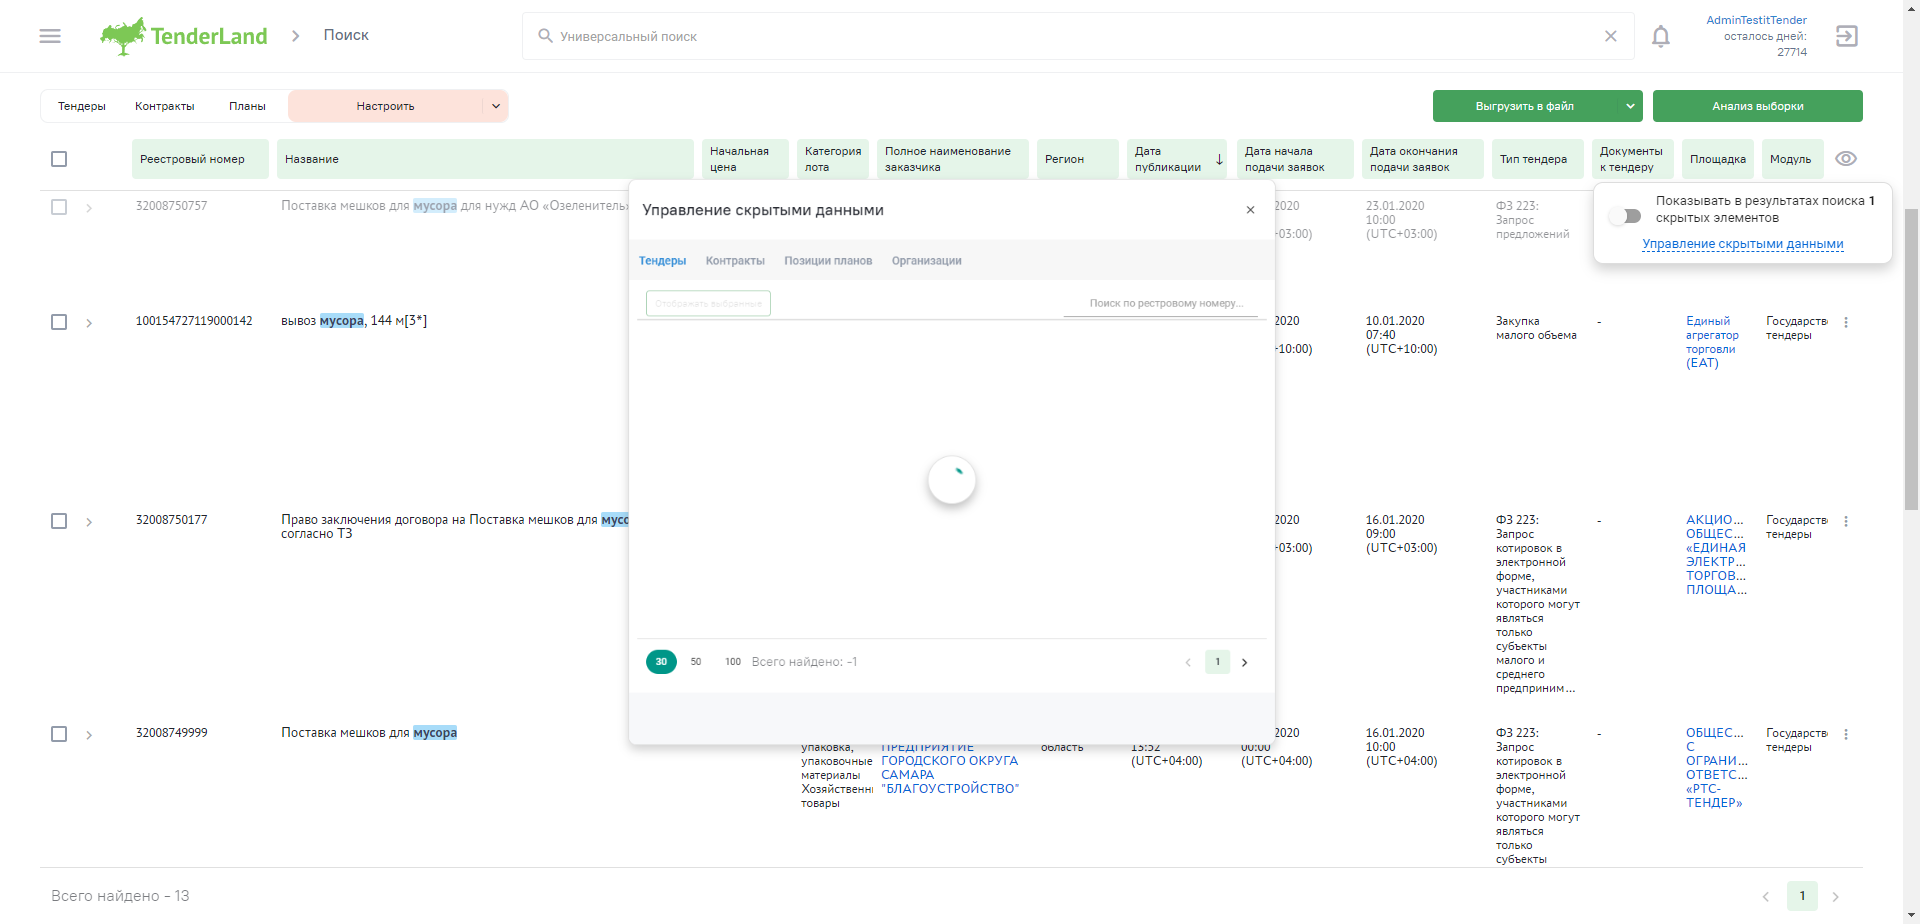 TenderLand
Поиск
Универсальный поиск
AdminTestitTender
осталось дней:
27714
Тендеры
Контракты
Планы
Настроить
Выгрузить в файл
Анализ выборки
Реестровый номер
Название
Начальная
цена
Категория
лота
Полное наименование
заказчика
Регион
Дата
публикации
Дата начала
подачи заявок
Дата окончания
подачи заявок
Тип тендера
Документы
к тендеру
Площадка
Модуль
Показывать в результатах поиска 1
скрытых элементов
Управление скрытыми данными
32008750757
Поставка мешков для мусора для нужд АО «Озеленитель»
2020
+03:00)
23.01.2020
10:00
(UTC+03:00)
ФЗ 223:
Запрос
предложений
Управление скрытыми данными
Тендеры
Контракты
Позиции планов
Организации
Отображать выбранные
Поиск по рестровому номеру...
30
50
100
Всего найдено: -1
1
100154727119000142
вывоз мусора, 144 м[3*]
2020
+10:00)
10.01.2020
07:40
(UTC+10:00)
Закупка
малого объема
-
Единый
агрегатор
торговли
(ЕАТ)
Государств
тендеры
32008750177
Право заключения договора на Поставка мешков для мусо
согласно ТЗ
2020
+03:00)
16.01.2020
09:00
(UTC+03:00)
ФЗ 223:
Запрос
котировок в
электронной
форме,
участниками
которого могут
являться
только
субъекты
малого и
среднего
предприним...
-
АКЦИО...
ОБЩЕС...
«ЕДИНАЯ
ЭЛЕКТР...
ТОРГОВ...
ПЛОЩА...
Государств
тендеры
32008749999
Поставка мешков для мусора
упаковка,
упаковочные
материалы
Хозяйственн
товары
ПРЕДПРИЯТИЕ
ГОРОДСКОГО ОКРУГА
САМАРА
"БЛАГОУСТРОЙСТВО"
область
13:52
(UTC+04:00)
2020
00:00
(UTC+04:00)
16.01.2020
10:00
(UTC+04:00)
ФЗ 223:
Запрос
котировок в
электронной
форме,
участниками
которого могут
являться
только
субъекты
-
ОБЩЕС...
С
ОГРАНИ...
ОТВЕТС...
«РТС-
ТЕНДЕР»
Государств
тендеры
Всего найдено - 13
1